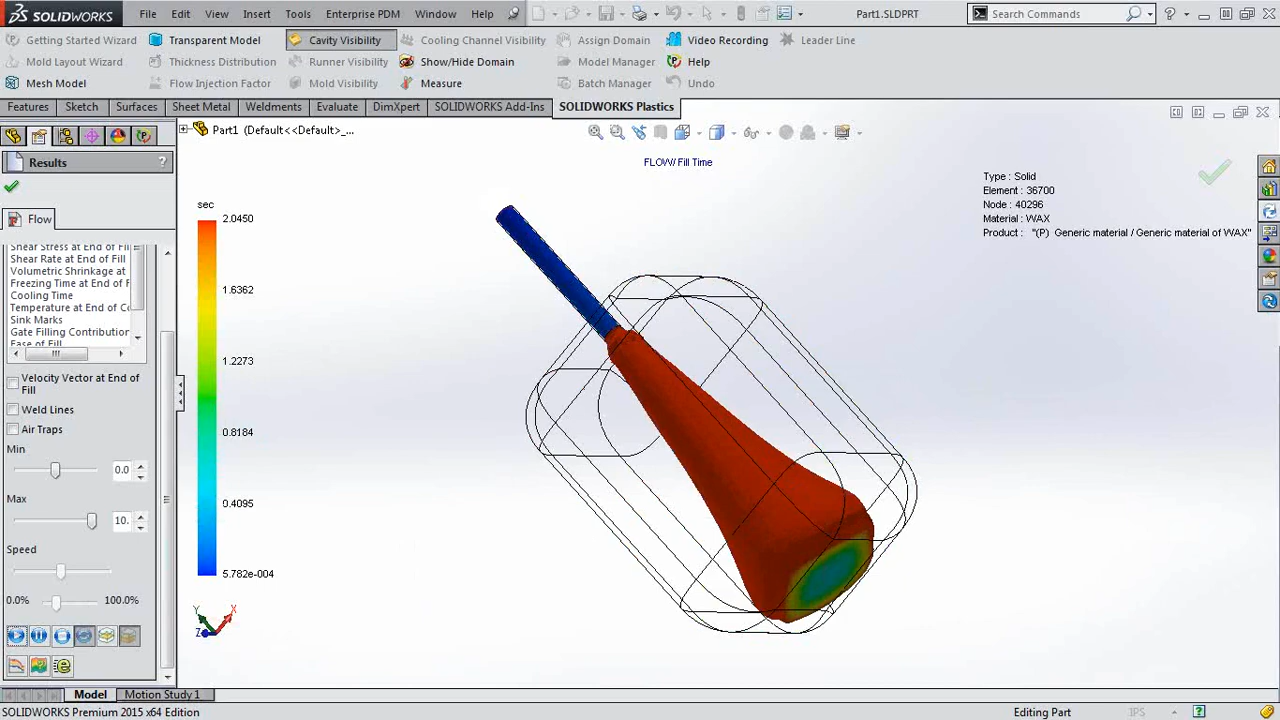 SOLIDWORKS File Edit View Insert Tools Enterprise PDM Window Help Part1.SLDPRT Search Commands
Getting Started Wizard Transparent Model Cavity Visibility Cooling Channel Visibility Assign Domain Video Recording Leader Line
Mold Layout Wizard Thickness Distribution Runner Visibility Show/Hide Domain Model Manager Help
Mesh Model Flow Injection Factor Mold Visibility Measure Batch Manager Undo
Features Sketch Surfaces Sheet Metal Weldments Evaluate DimXpert SOLIDWORKS Add-Ins SOLIDWORKS Plastics
Part1 (Default<<Default>_...
Results ?
FLOW/ Fill Time
Type : Solid
Element : 36700
Node : 40296
Material : WAX
Product : "(P) Generic material / Generic material of WAX"
sec
2.0450
1.6362
1.2273
0.8184
0.4095
5.782e-004
Flow
Shear Stress at End of Fill
Shear Rate at End of Fill
Volumetric Shrinkage at
Freezing Time at End of F
Cooling Time
Temperature at End of Co
Sink Marks
Gate Filling Contribution
Ease of Fill
Velocity Vector at End of
Fill
Weld Lines
Air Traps
Min
0.0
Max
10.
Speed
0.0% 100.0%
Y X
Z
Model Motion Study 1
SOLIDWORKS Premium 2015 x64 Edition Editing Part IPS